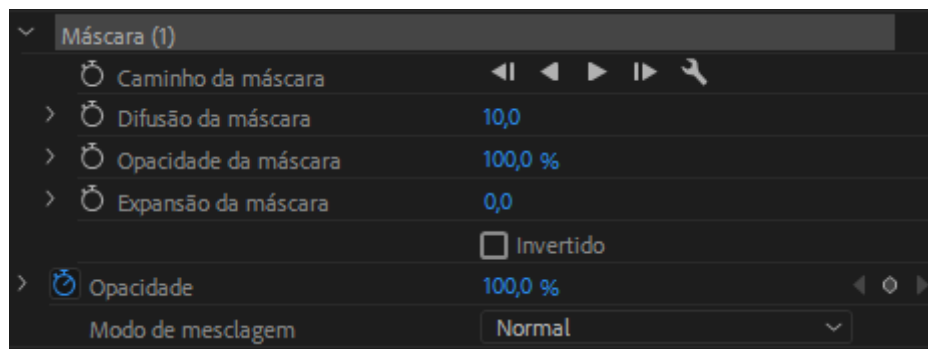 Máscara (1)
Caminho da máscara
Difusão da máscara 10,0
Opacidade da máscara 100,0 %
Expansão da máscara 0,0
Invertido
Opacidade 100,0 %
Modo de mesclagem Normal